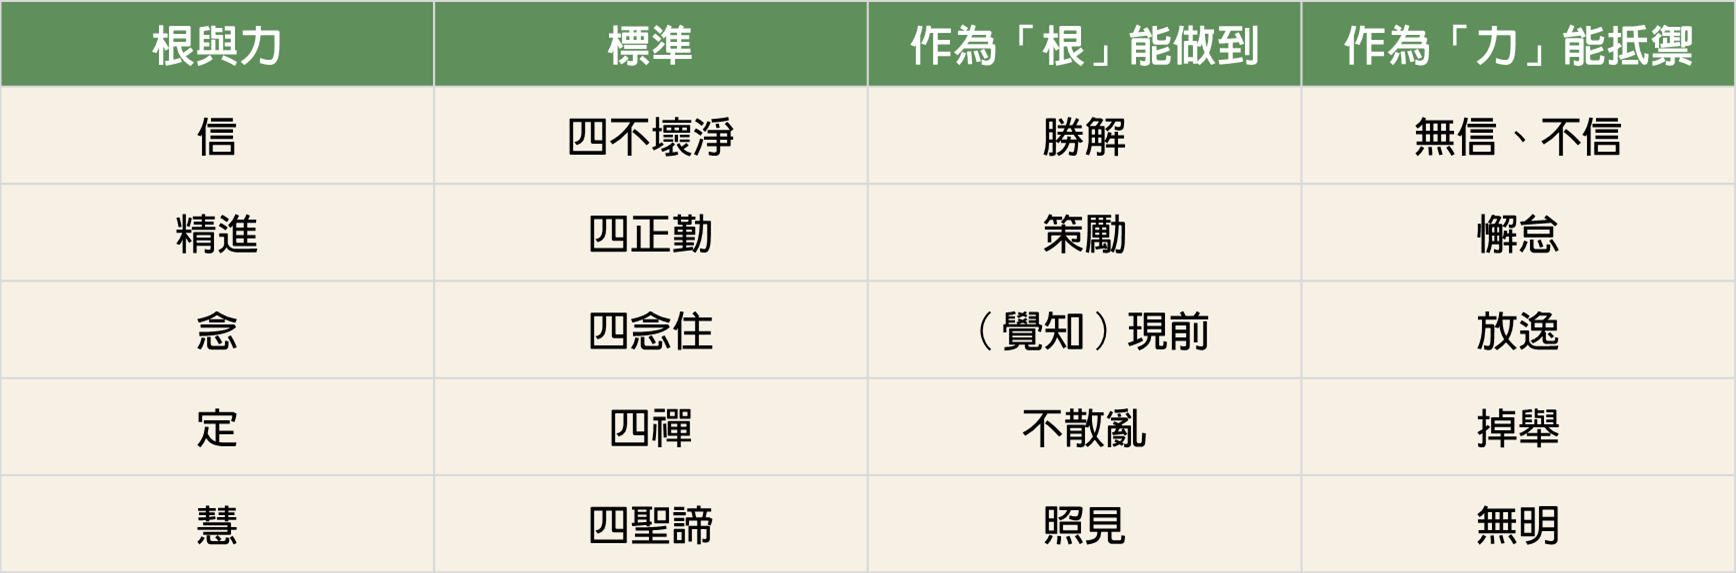 根與力 標準 作為「根」能做到 作為「力」能抵禦
信 四不壞淨 勝解 無信、不信
精進 四正勤 策勵 懈怠
念 四念住 （覺知）現前 放逸
定 四禪 不散亂 掉舉
慧 四聖諦 照見 無明